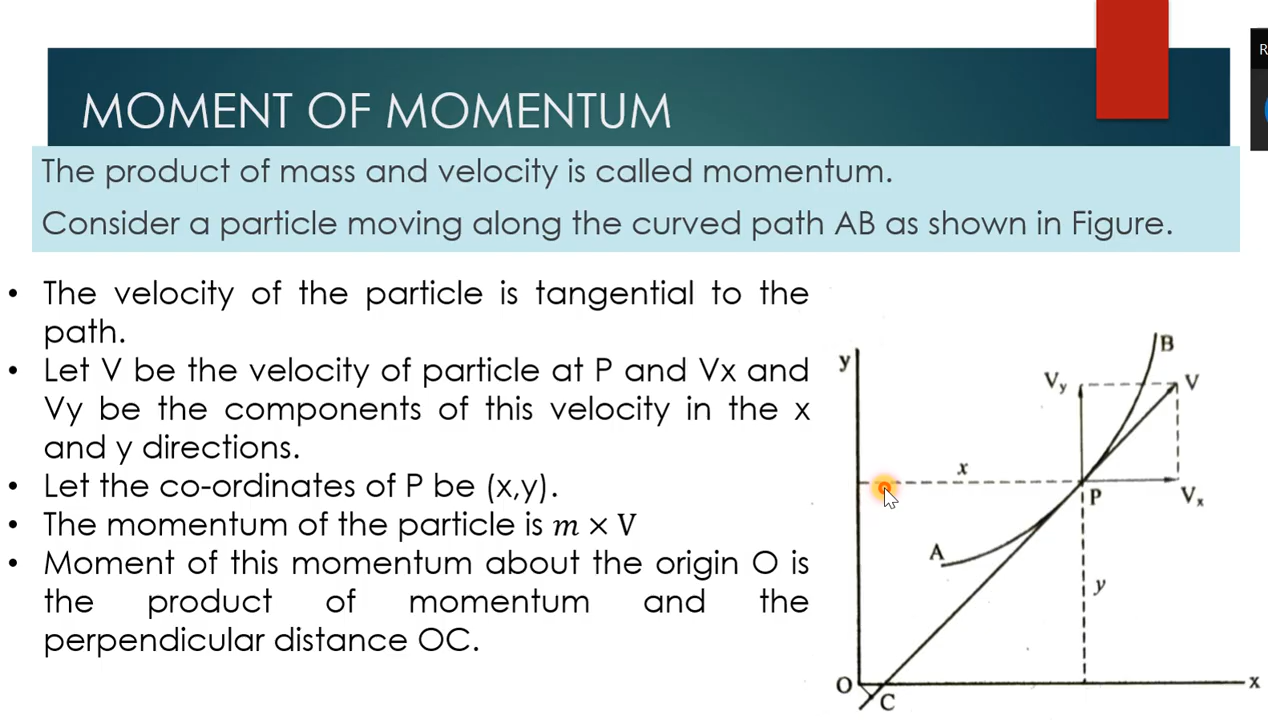 MOMENT OF MOMENTUM
The product of mass and velocity is called momentum.
Consider a particle moving along the curved path AB as shown in Figure.
• The velocity of the particle is tangential to the
path.
• Let V be the velocity of particle at P and Vx and
Vy be the components of this velocity in the x
and y directions.
• Let the co-ordinates of P be (x,y).
• The momentum of the particle is m × V
• Moment of this momentum about the origin O is
the product of momentum and the
perpendicular distance OC.
R
B
y
Vy
V
x
P
Vx
A
y
O
C
x